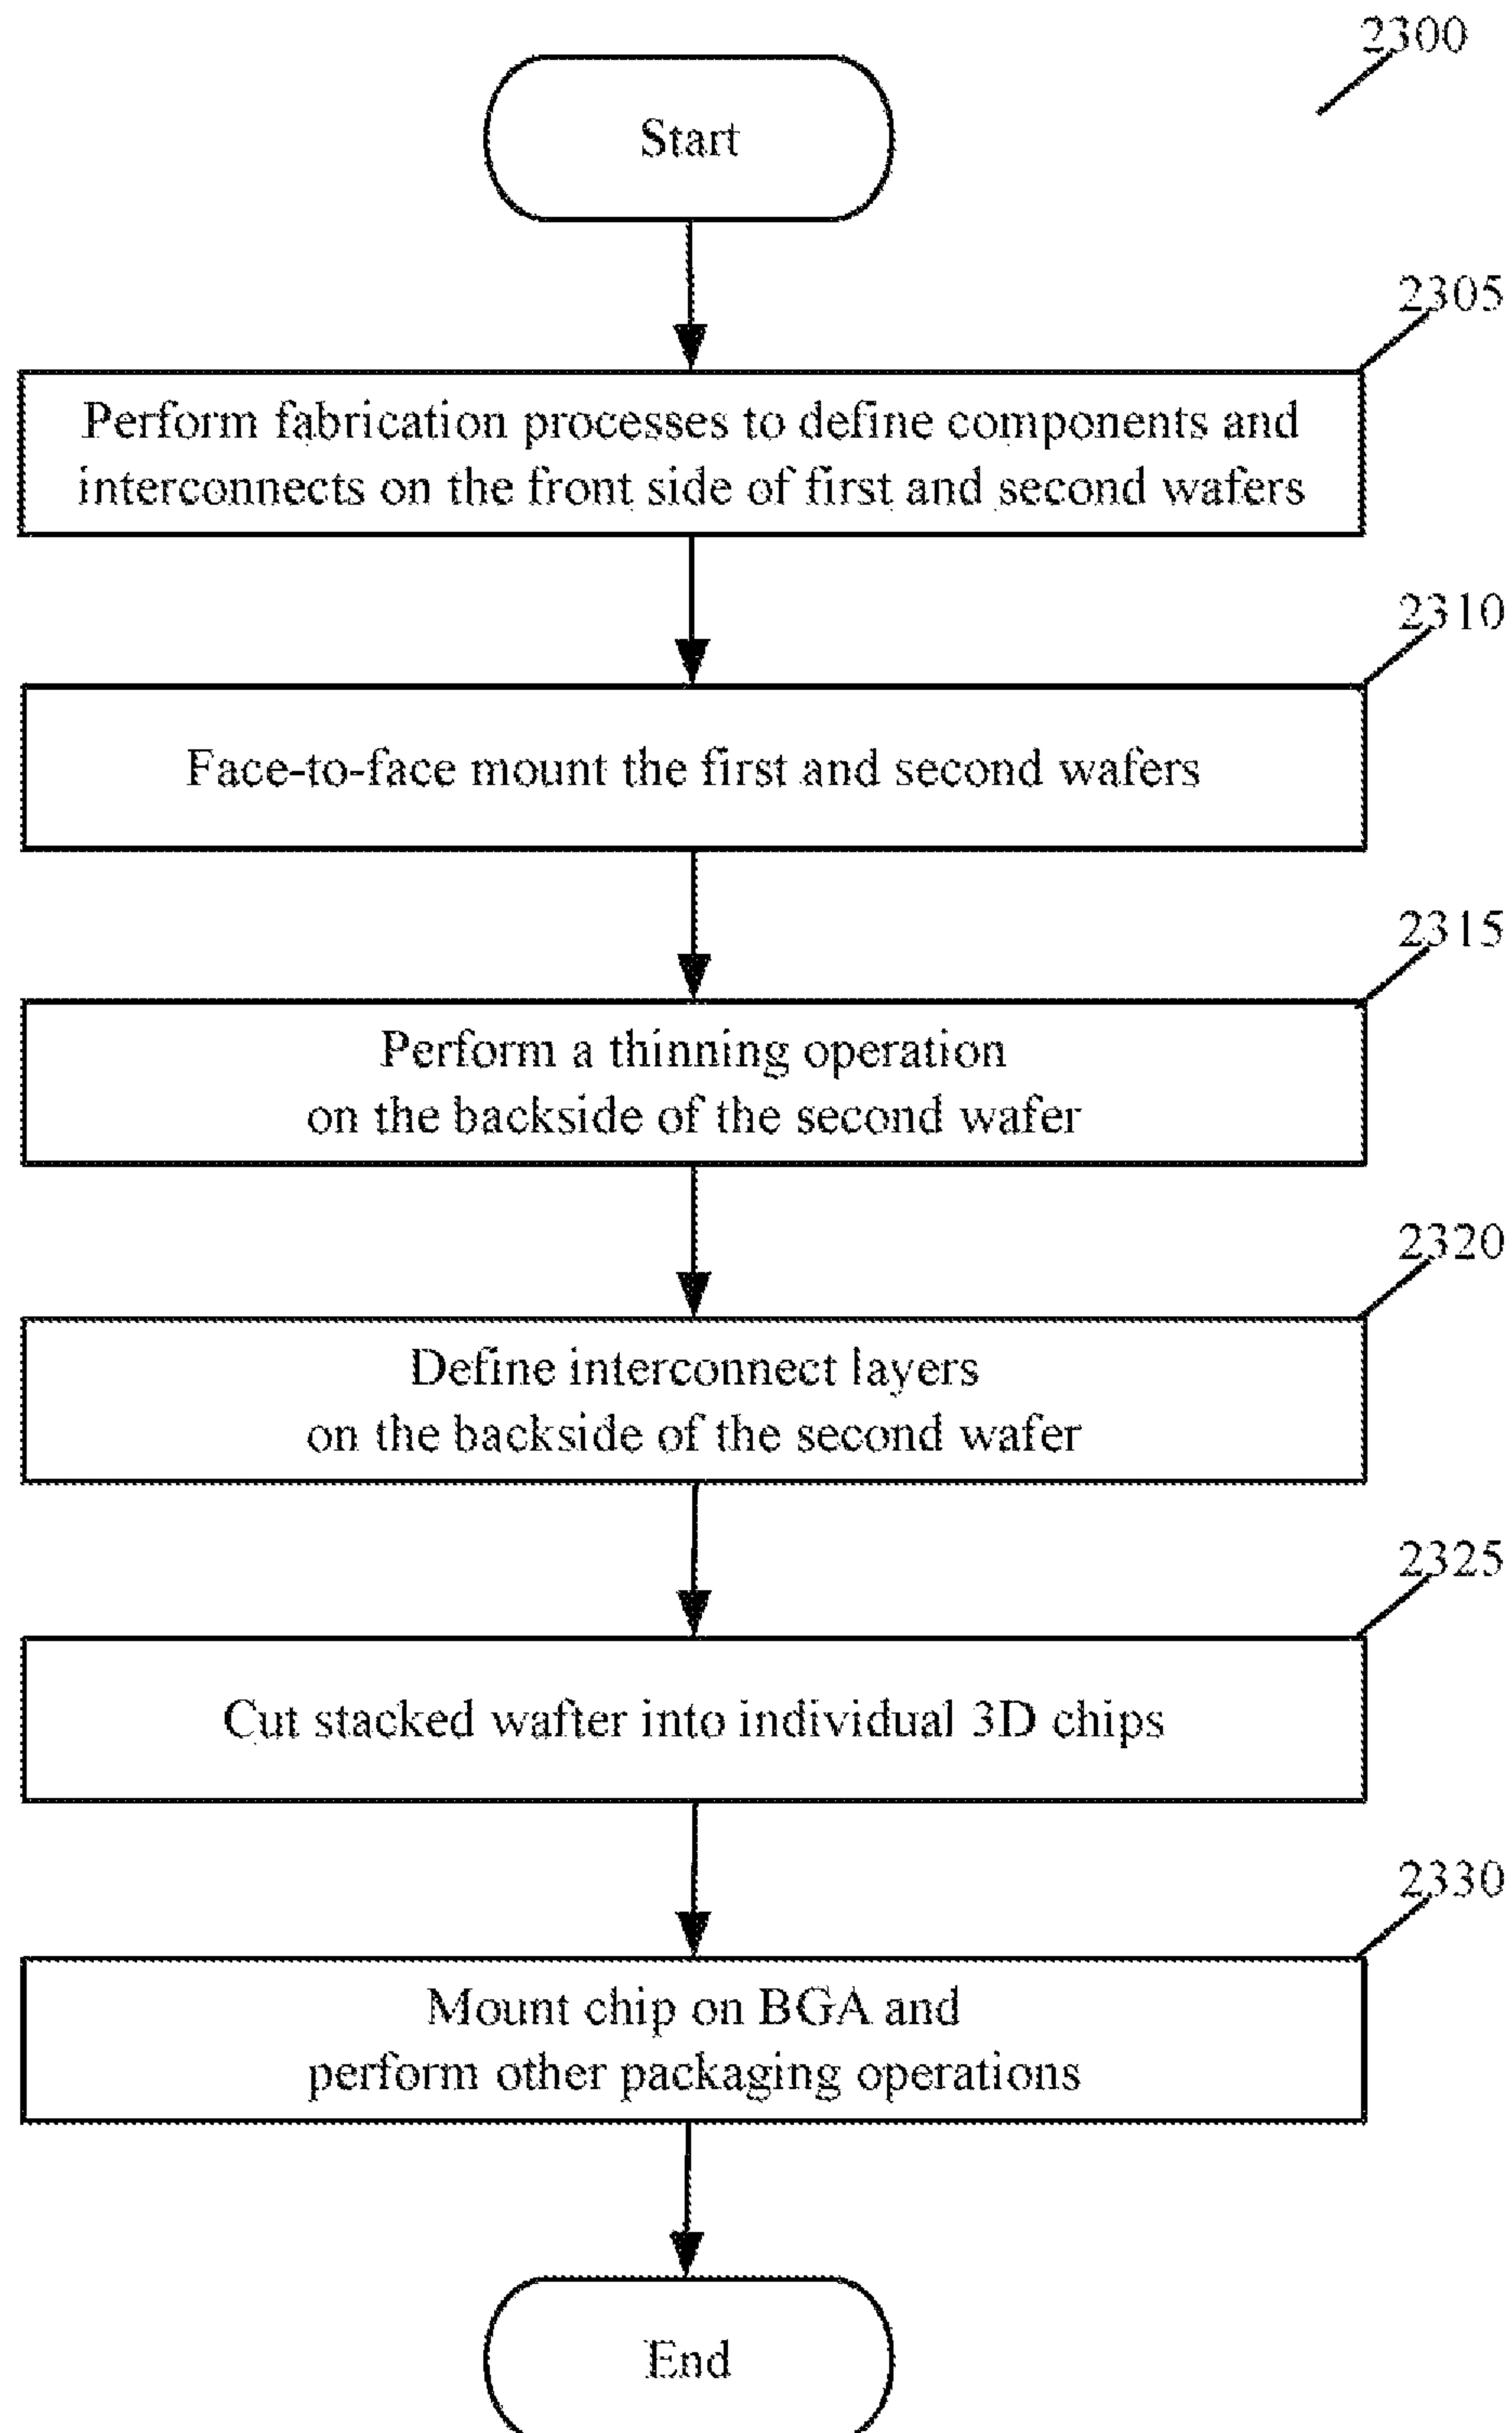 2300
Start
2305
Perform fabrication processes to define components and
interconnects on the front side of first and second wafers
2310
Face-to-face mount the first and second wafers
2315
Perform a thinning operation
on the backside of the second wafer
2320
Define interconnect layers
on the backside of the second wafer
2325
Cut stacked wafter into individual 3D chips
2330
Mount chip on BGA and
perform other packaging operations
End